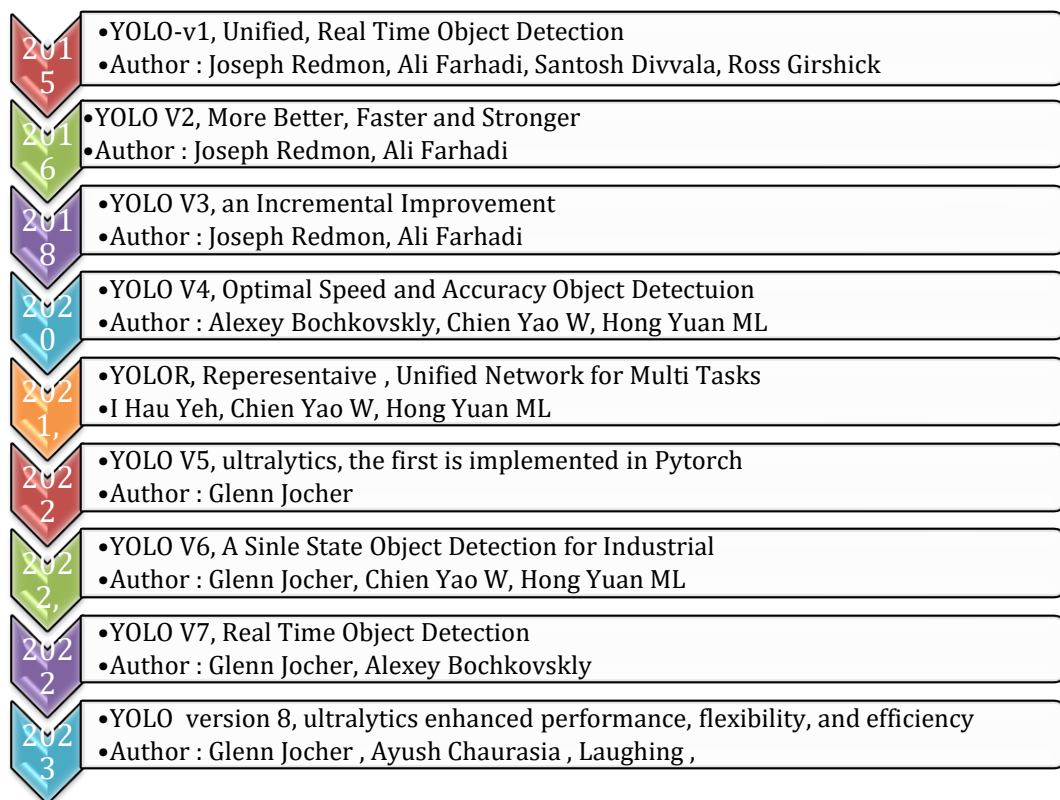 2015
•YOLO-v1, Unified, Real Time Object Detection
•Author : Joseph Redmon, Ali Farhadi, Santosh Divvala, Ross Girshick
2016
•YOLO V2, More Better, Faster and Stronger
•Author : Joseph Redmon, Ali Farhadi
2018
•YOLO V3, an Incremental Improvement
•Author : Joseph Redmon, Ali Farhadi
2020
•YOLO V4, Optimal Speed and Accuracy Object Detectuion
•Author : Alexey Bochkovskly, Chien Yao W, Hong Yuan ML
2021,
•YOLOR, Reperesentaive , Unified Network for Multi Tasks
•I Hau Yeh, Chien Yao W, Hong Yuan ML
2022
•YOLO V5, ultralytics, the first is implemented in Pytorch
•Author : Glenn Jocher
2022,
•YOLO V6, A Sinle State Object Detection for Industrial
•Author : Glenn Jocher, Chien Yao W, Hong Yuan ML
2022
•YOLO V7, Real Time Object Detection
•Author : Glenn Jocher, Alexey Bochkovskly
2023
•YOLO  version 8, ultralytics enhanced performance, flexibility, and efficiency
•Author : Glenn Jocher , Ayush Chaurasia , Laughing ,